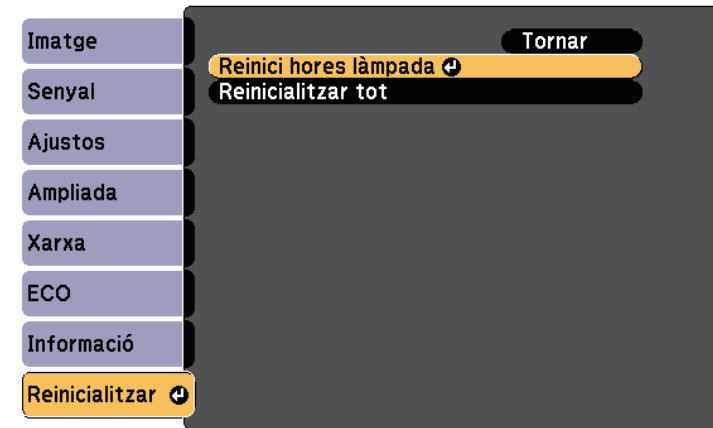 Imatge
Senyal
Ajustos
Ampliada
Xarxa
ECO
Informació
Reinicialitzar
Tornar
Reinici hores làmpada
Reinicialitzar tot